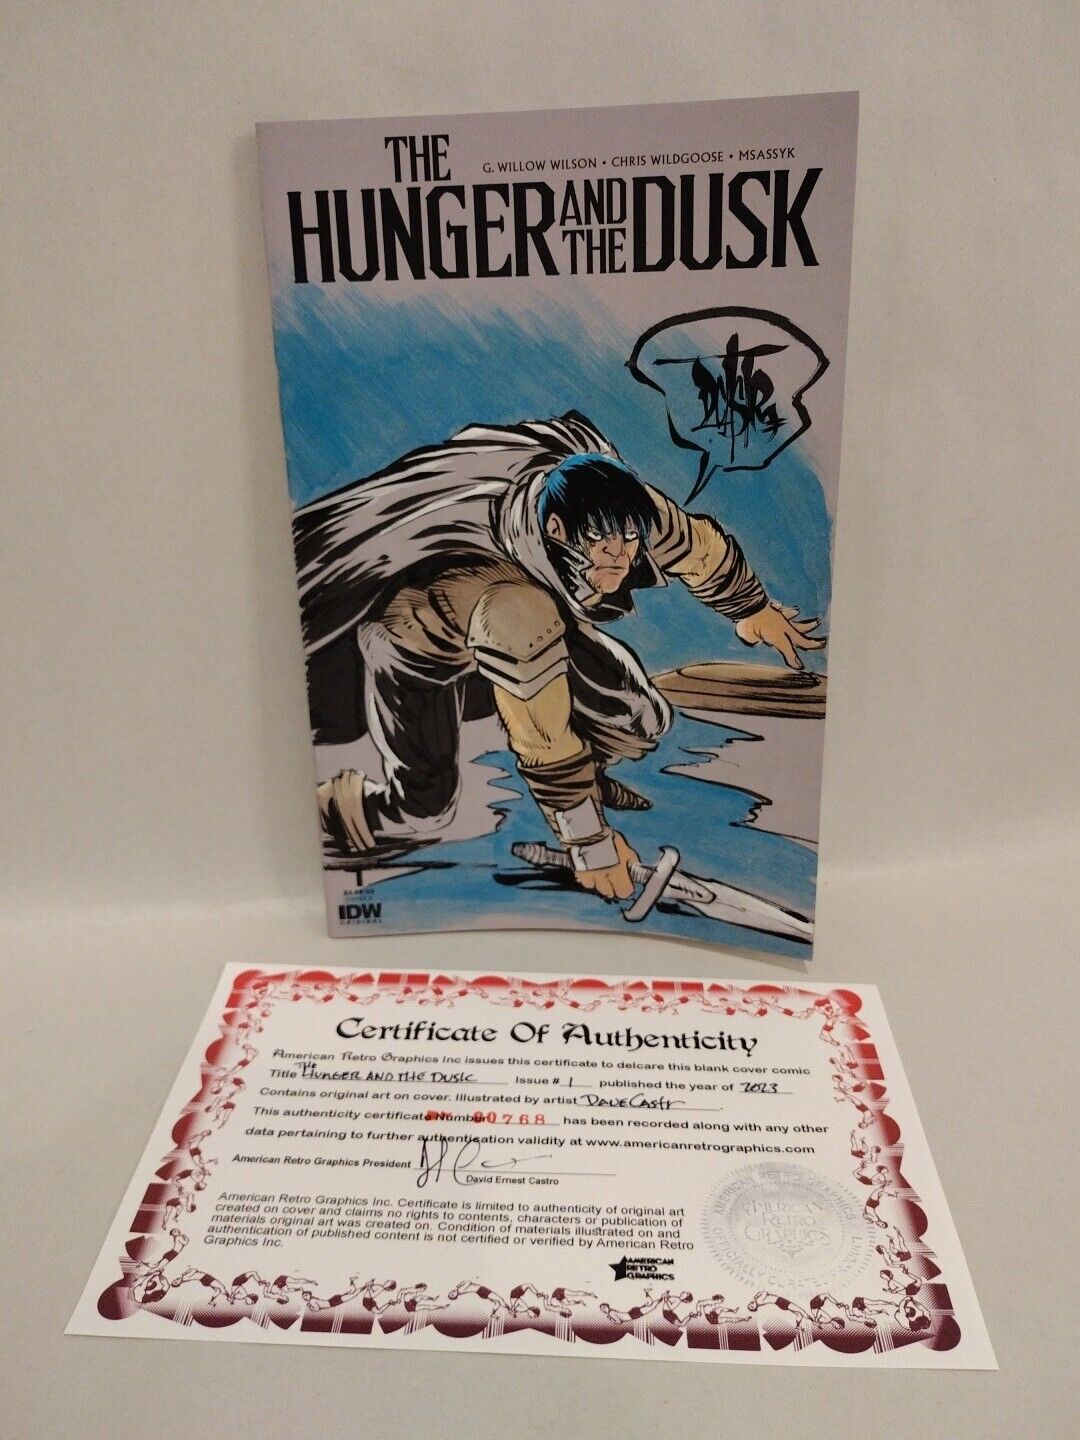 THE
G. WILLOW WILSON • CHRIS WILDGOOSE • MSASSYK
HUNGER AND THE DUSK
1
IDW
ORIGINAL
Certificate Of Authenticity
American Retro Graphics Inc issues this certificate to delcare this blank cover comic
Title The HUNGER AND THE DUSK Issue # 1 published the year of 2023
Contains original art on cover. Illustrated by artist DAVE CASTR
This authenticity certificate Number 00768 has been recorded along with any other
data pertaining to further authentication validity at www.americanretrographics.com
American Retro Graphics President
David Ernest Castro
American Retro Graphics Inc. Certificate is limited to authenticity of original art
created on cover and claims no rights to contents, characters or publication of
materials original art was created on. Condition of materials illustrated on and
authentication of published content is not certified or verified by American Retro
Graphics Inc.
AMERICAN
RETRO
GRAPHICS
AMERICAN
RETRO
GRAPHICS